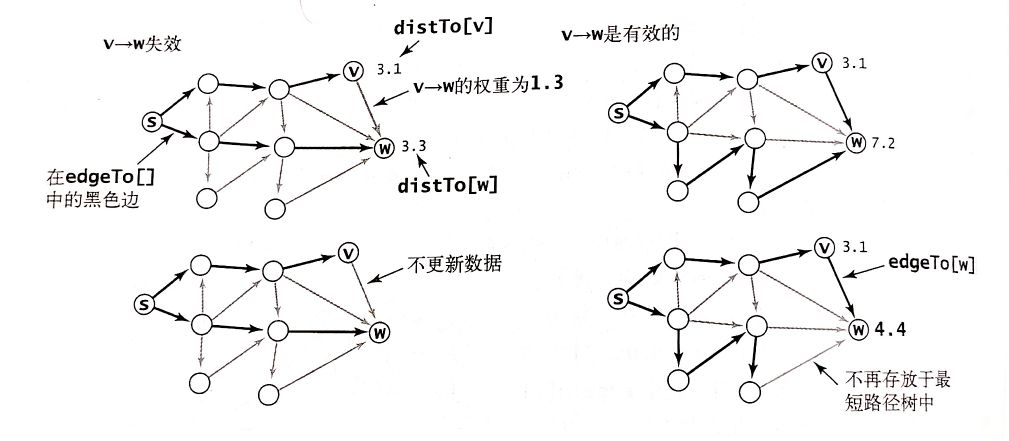 v→w失效
distTo[v]
v
3.1
v→w的权重为1.3
s
w
3.3
distTo[w]
在edgeTo[]
中的黑色边
v→w是有效的
v
3.1
s
w
7.2
v
不更新数据
s
w
v
3.1
edgeTo[w]
s
w
4.4
不再存放于最
短路径树中